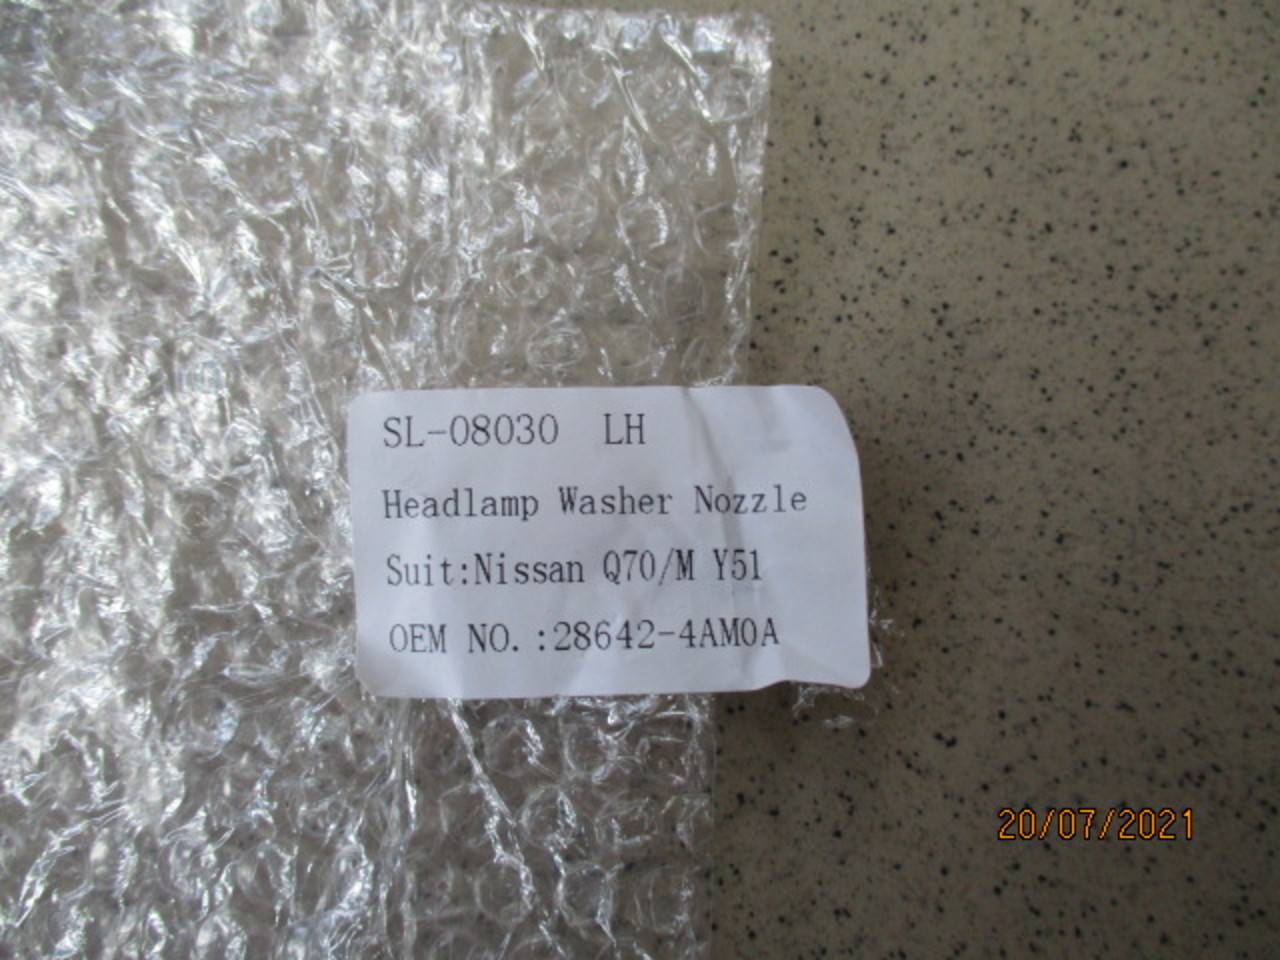 SL-08030 LH
Headlamp Washer Nozzle
Suit:Nissan Q70/M Y51
OEM NO.:28642-4AM0A
20/07/2021